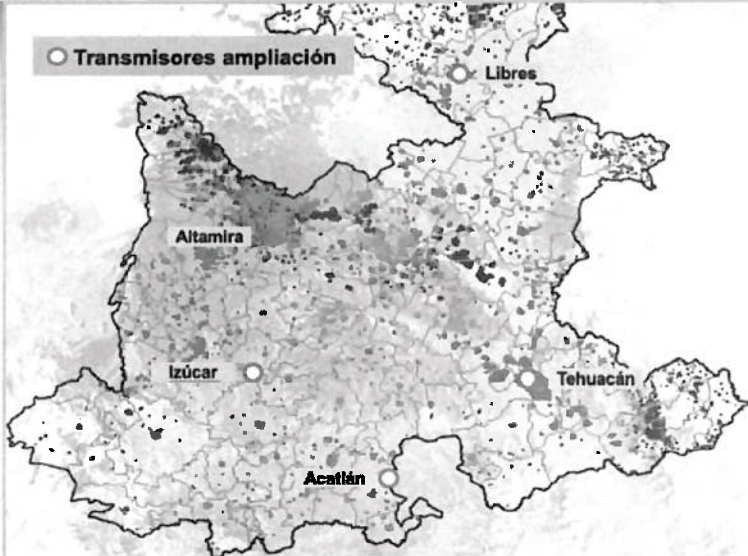 Transmisores ampliación
Libres
Altamira
Izúcar
Tehuacán
Acatlán